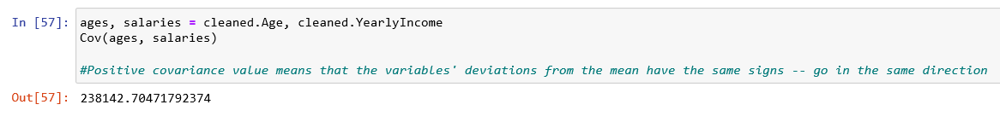 In [57]: ages, salaries = cleaned.Age, cleaned.YearlyIncome
Cov(ages, salaries)
#Positive covariance value means that the variables' deviations from the mean have the same signs -- go in the same direction
Out[57]: 238142.70471792374